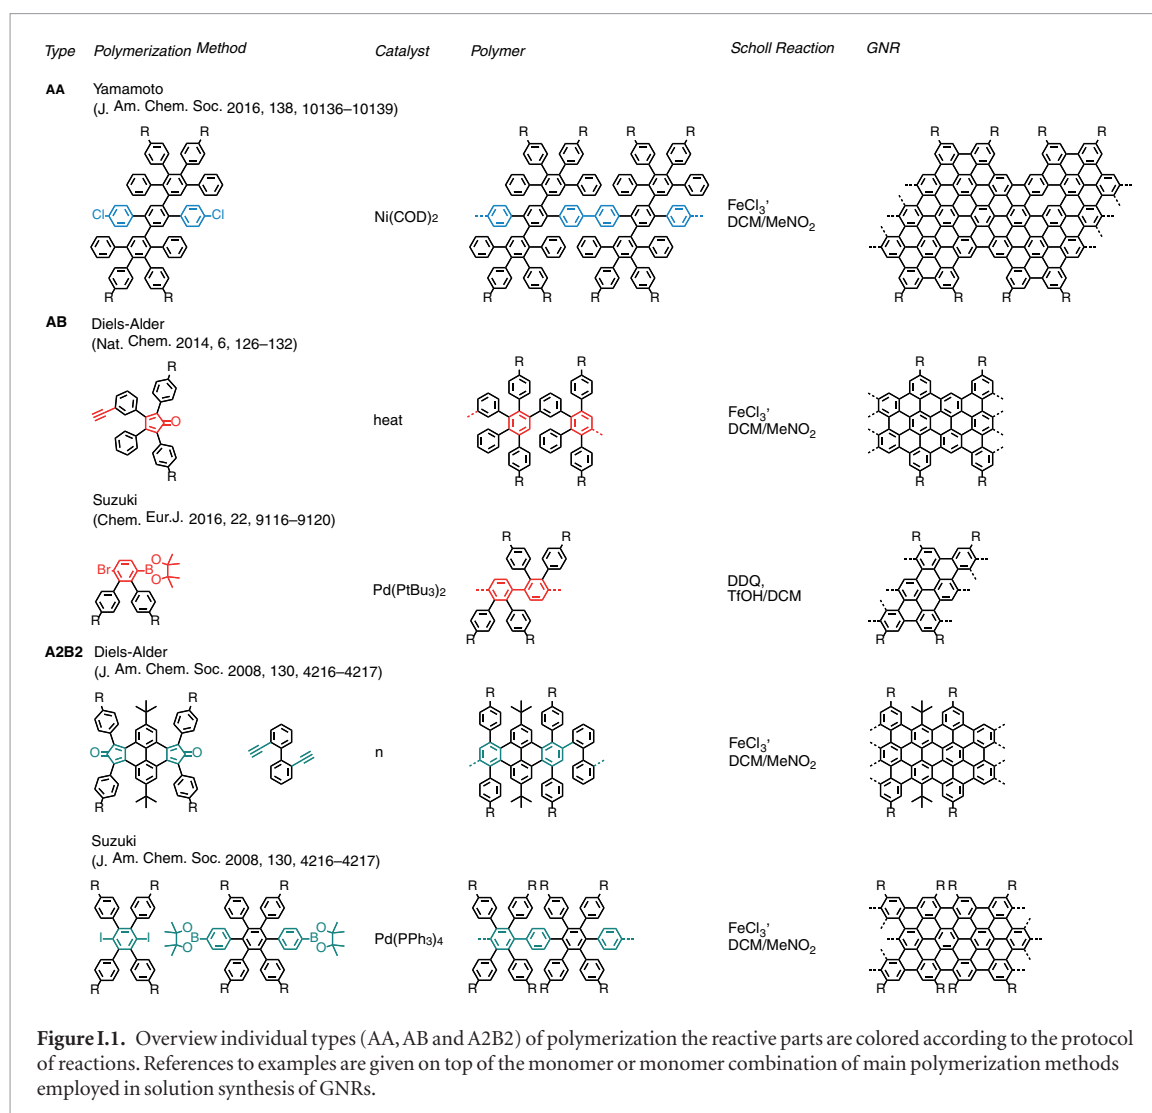 Type Polymerization Method Catalyst Polymer Scholl Reaction GNR
AA Yamamoto
(J. Am. Chem. Soc. 2016, 138, 10136–10139)
R R R R R R R R R R
Cl Cl Ni(COD)2 FeCl3,
DCM/MeNO2
R R R R R R R R R R
AB Diels-Alder
(Nat. Chem. 2014, 6, 126–132)
R R R R R
O heat FeCl3,
DCM/MeNO2
R R R R R
Suzuki
(Chem. Eur.J. 2016, 22, 9116–9120)
R R R R
Br B O O Pd(PtBu3)2 DDQ,
TfOH/DCM
R R R R R R
A2B2 Diels-Alder
(J. Am. Chem. Soc. 2008, 130, 4216–4217)
R R R R R R
O O n FeCl3,
DCM/MeNO2
R R R R R R
Suzuki
(J. Am. Chem. Soc. 2008, 130, 4216–4217)
R R R R R R R R R R R R
I I O B O O B O Pd(PPh3)4 FeCl3,
DCM/MeNO2
R R R R R R R R R R R R
Figure I.1. Overview individual types (AA, AB and A2B2) of polymerization the reactive parts are colored according to the protocol
of reactions. References to examples are given on top of the monomer or monomer combination of main polymerization methods
employed in solution synthesis of GNRs.